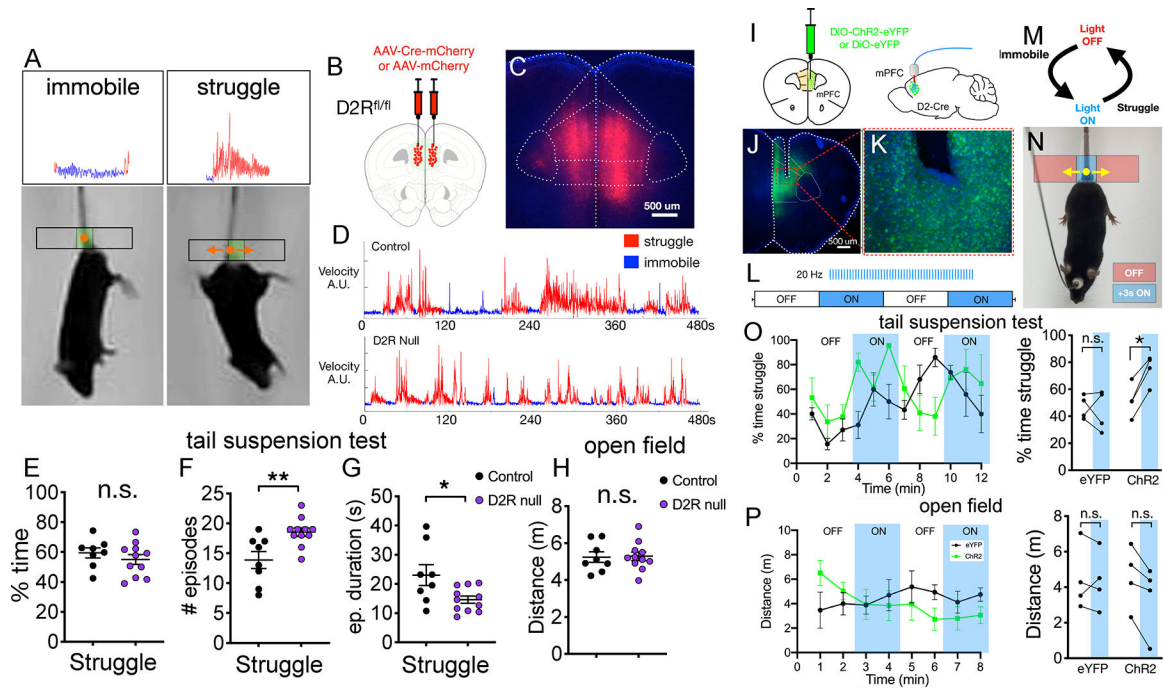 A
immobile
struggle
B
AAV-Cre-mCherry
or AAV-mCherry
D2Rfl/fl
C
500 um
D
Control
struggle
immobile
Velocity
A.U.
0
120
240
360
480s
D2R Null
Velocity
A.U.
0
120
240
360
480s
tail suspension test
open field
E
n.s.
% time
100
80
60
40
20
0
Struggle
F
**
# episodes
25
20
15
10
5
0
Struggle
G
*
ep. duration (s)
50
40
30
20
10
0
Struggle
Control
D2R null
H
n.s.
Distance (m)
10
8
6
4
2
0
Control
D2R null
I
DiO-ChR2-eYFP
or DiO-eYFP
mPFC
mPFC
D2-Cre
J
500 um
K
L
20 Hz
OFF
ON
OFF
ON
M
Immobile
Light
OFF
Light
ON
Struggle
N
OFF
+3s ON
tail suspension test
O
OFF
ON
OFF
ON
% time struggle
100
80
60
40
20
0
0
2
4
6
8
10
12
Time (min)
n.s.
*
% time struggle
100
80
60
40
20
0
eYFP
ChR2
open field
P
OFF
ON
OFF
ON
eYFP
ChR2
Distance (m)
10
8
6
4
2
0
0
1
2
3
4
5
6
7
8
Time (min)
n.s.
n.s.
Distance (m)
8
6
4
2
0
eYFP
ChR2